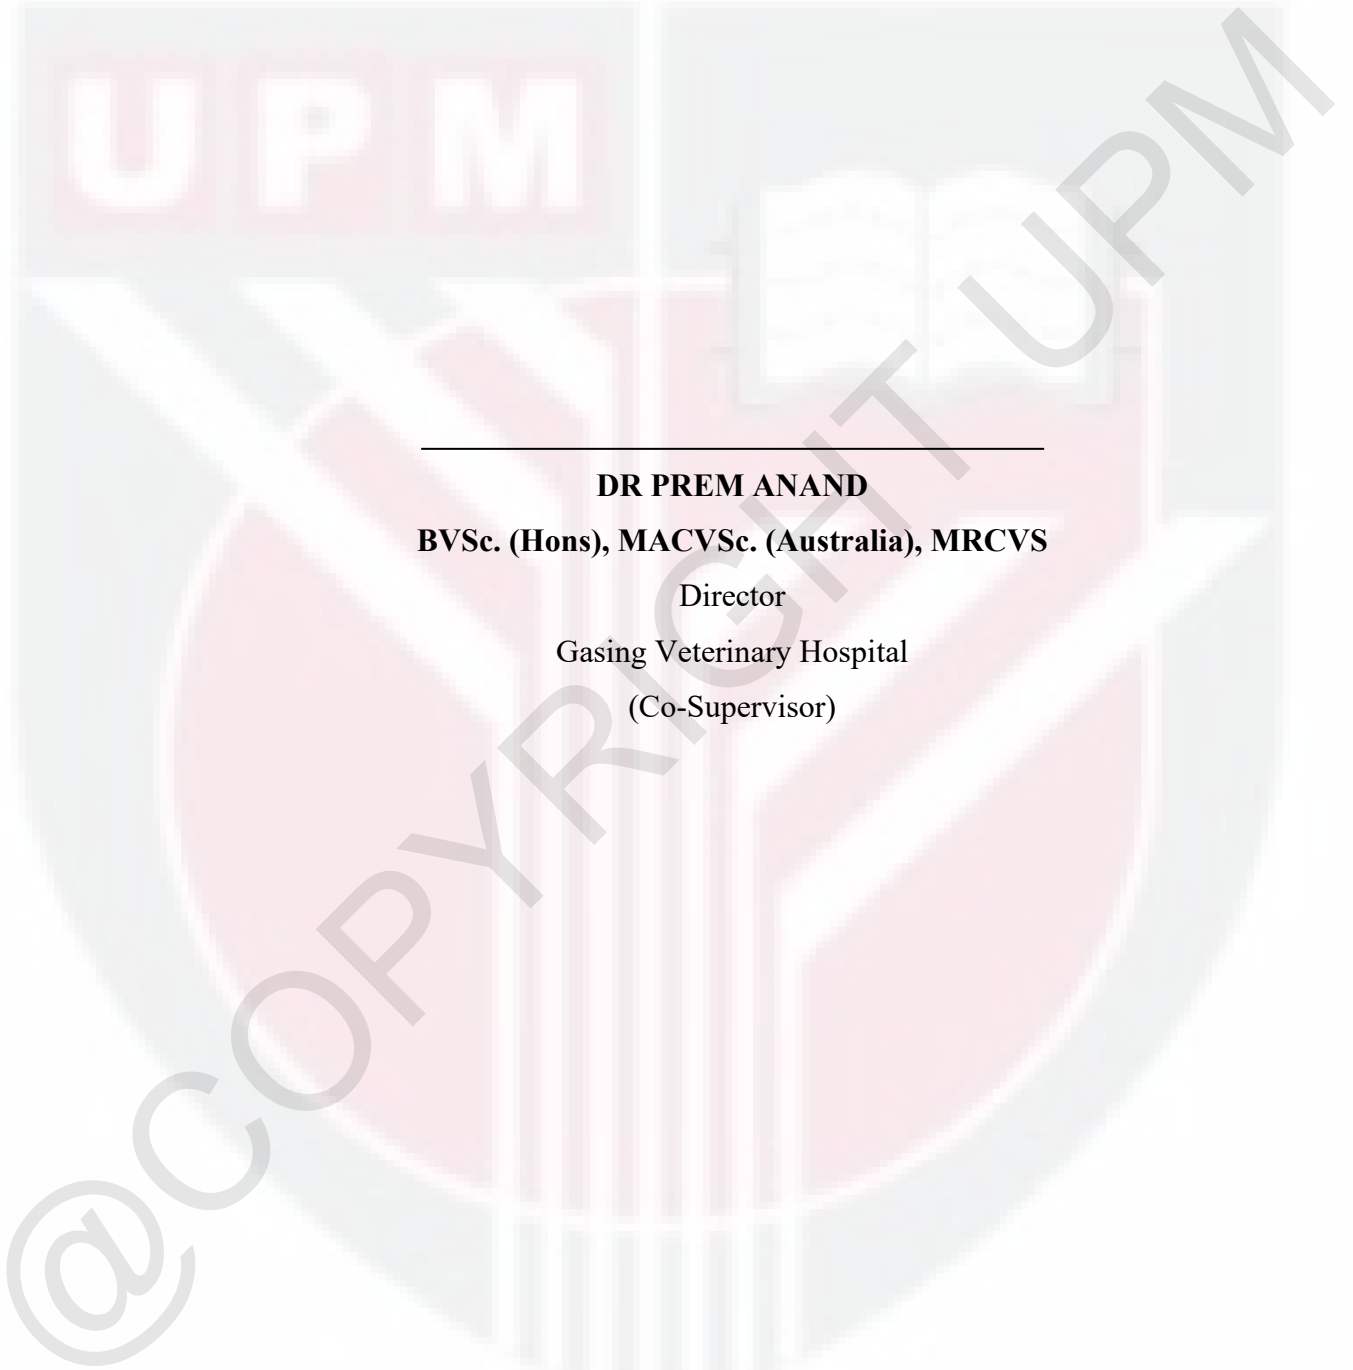 UPM
DR PREM ANAND
BVSc. (Hons), MACVSc. (Australia), MRCVS
Director
Gasing Veterinary Hospital
(Co-Supervisor)
@COPYRIGHT UPM